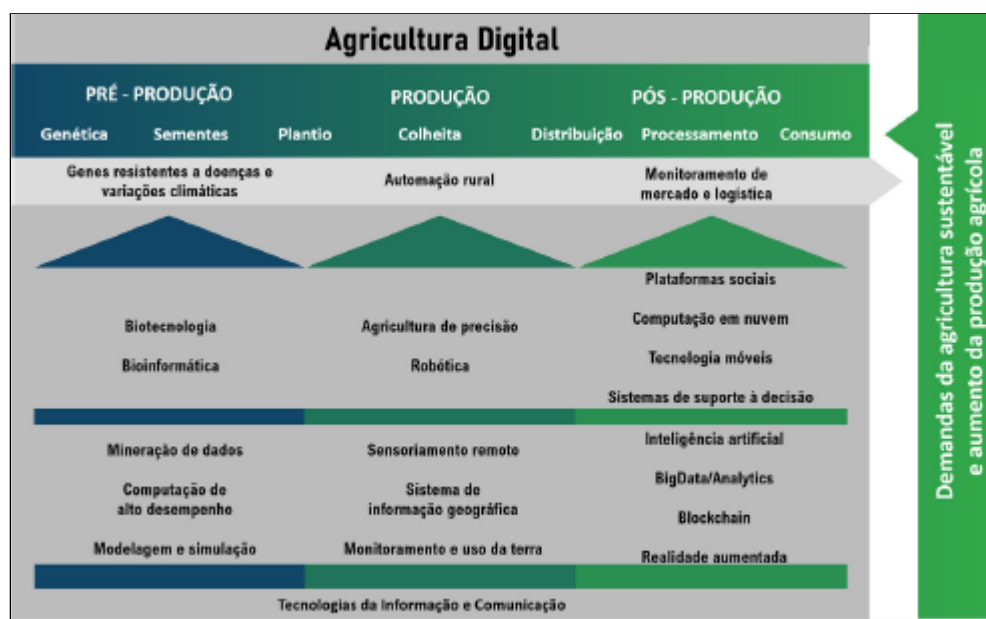 Agricultura Digital
PRÉ - PRODUÇÃO
PRODUÇÃO
PÓS - PRODUÇÃO
Genética
Sementes
Plantio
Colheita
Distribuição
Processamento
Consumo
Genes resistentes a doenças e
variações climáticas
Automação rural
Monitoramento de
mercado e logística
Biotecnologia
Bioinformática
Agricultura de precisão
Robótica
Plataformas sociais
Computação em nuvem
Tecnologia móveis
Sistemas de suporte à decisão
Mineração de dados
Computação de
alto desempenho
Modelagem e simulação
Sensoriamento remoto
Sistema de
informação geográfica
Monitoramento e uso da terra
Inteligência artificial
BigData/Analytics
Blockchain
Realidade aumentada
Tecnologias da Informação e Comunicação
Demandas da agricultura sustentável
e aumento da produção agrícola